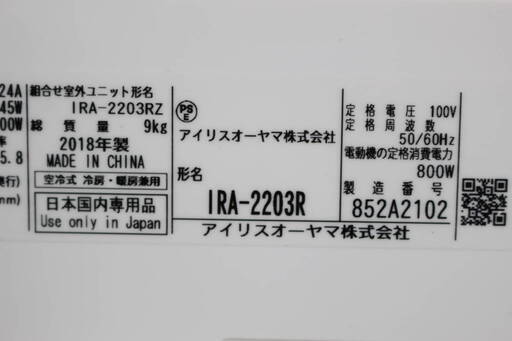 24A
45W
00W
率
5.8
奥行)
mm)
組合せ室外ユニット形名
IRA-2203RZ
総 質 量 9kg
2018年製
MADE IN CHINA
空冷式 冷房・暖房兼用
日本国内専用品
Use only in Japan
PS
E
アイリスオーヤマ株式会社
形名
IRA-2203R
アイリスオーヤマ株式会社
定 格 電 圧 100V
定 格 周 波 数
50/60Hz
電動機の定格消費電力
800W
製 造 番 号
852A2102